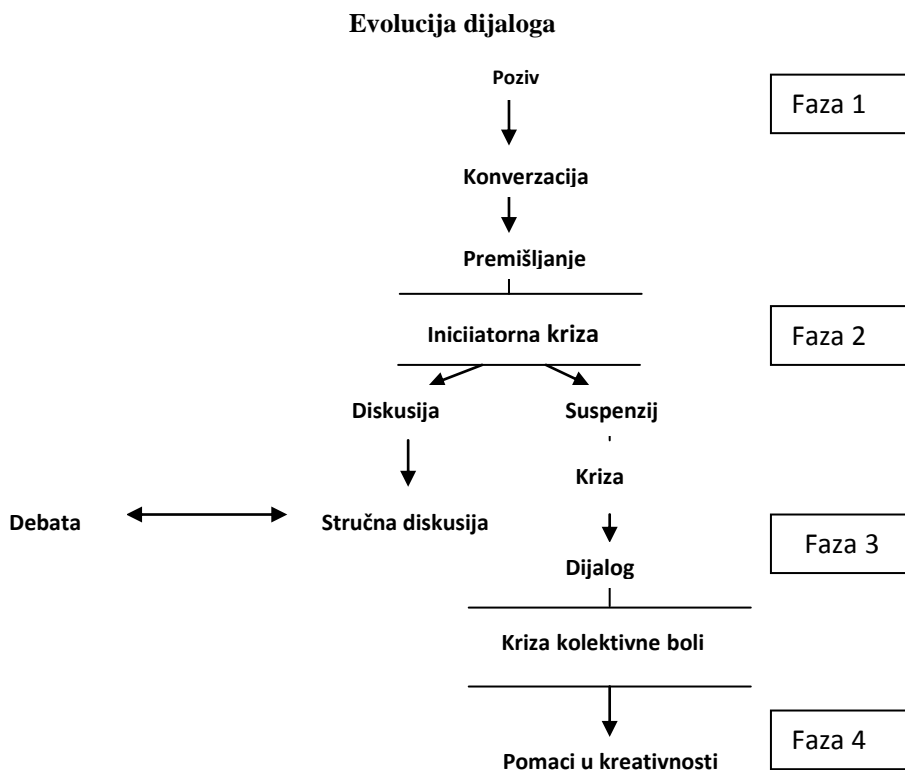 Evolucija dijaloga
Poziv
Faza 1
Konverzacija
Premišljanje
Iniciiatorna kriza
Faza 2
Diskusija
Suspenzij
Kriza
Debata
Stručna diskusija
Faza 3
Dijalog
Kriza kolektivne boli
Faza 4
Pomaci u kreativnosti